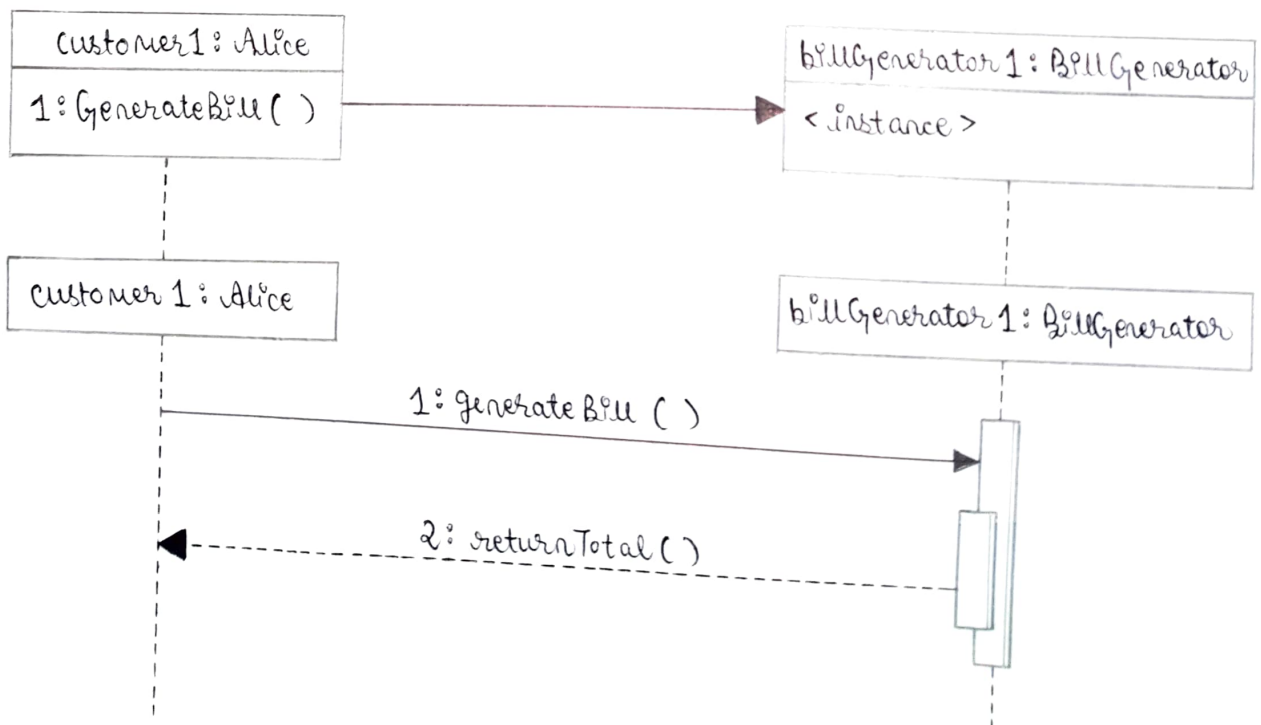 customer1: Alice
1: GenerateBill( )
billGenerator 1: BillGenerator
< instance >
customer 1: Alice
billGenerator 1: BillGenerator
1: generateBill ( )
2: returnTotal( )